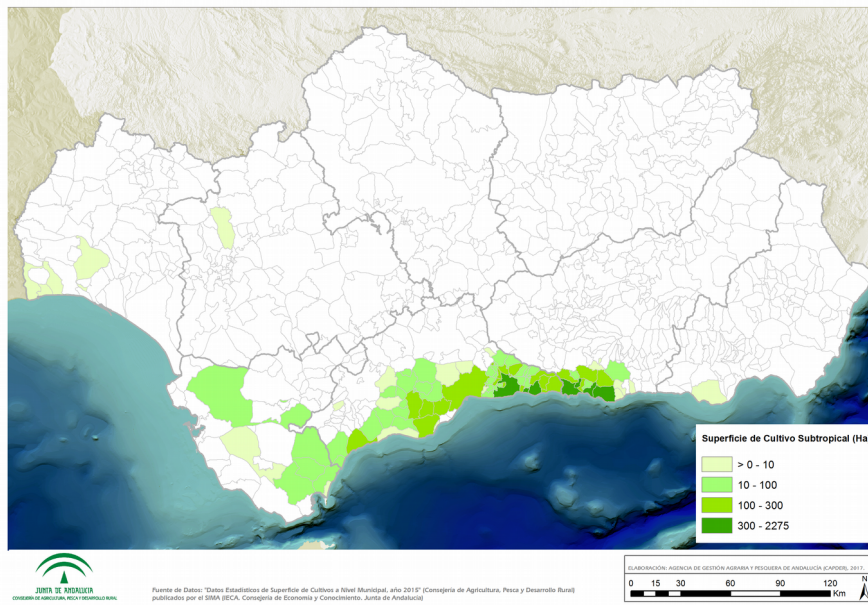 Superficie de Cultivo Subtropical (Ha
> 0 - 10
10 - 100
100 - 300
300 - 2275
JUNTA DE ANDALUCIA
CONSEJERÍA DE AGRICULTURA, PESCA Y DESARROLLO RURAL
Fuente de Datos: "Datos Estadísticos de Superficie de Cultivos a Nivel Municipal, año 2015" (Consejería de Agricultura, Pesca y Desarrollo Rural)
publicados por el SIMA (IECA. Consejería de Economía y Conocimiento. Junta de Andalucía)
ELABORACIÓN: AGENCIA DE GESTIÓN AGRARIA Y PESQUERA DE ANDALUCÍA (CAPDER), 2017.
0 15 30 60 90 120
Km
N